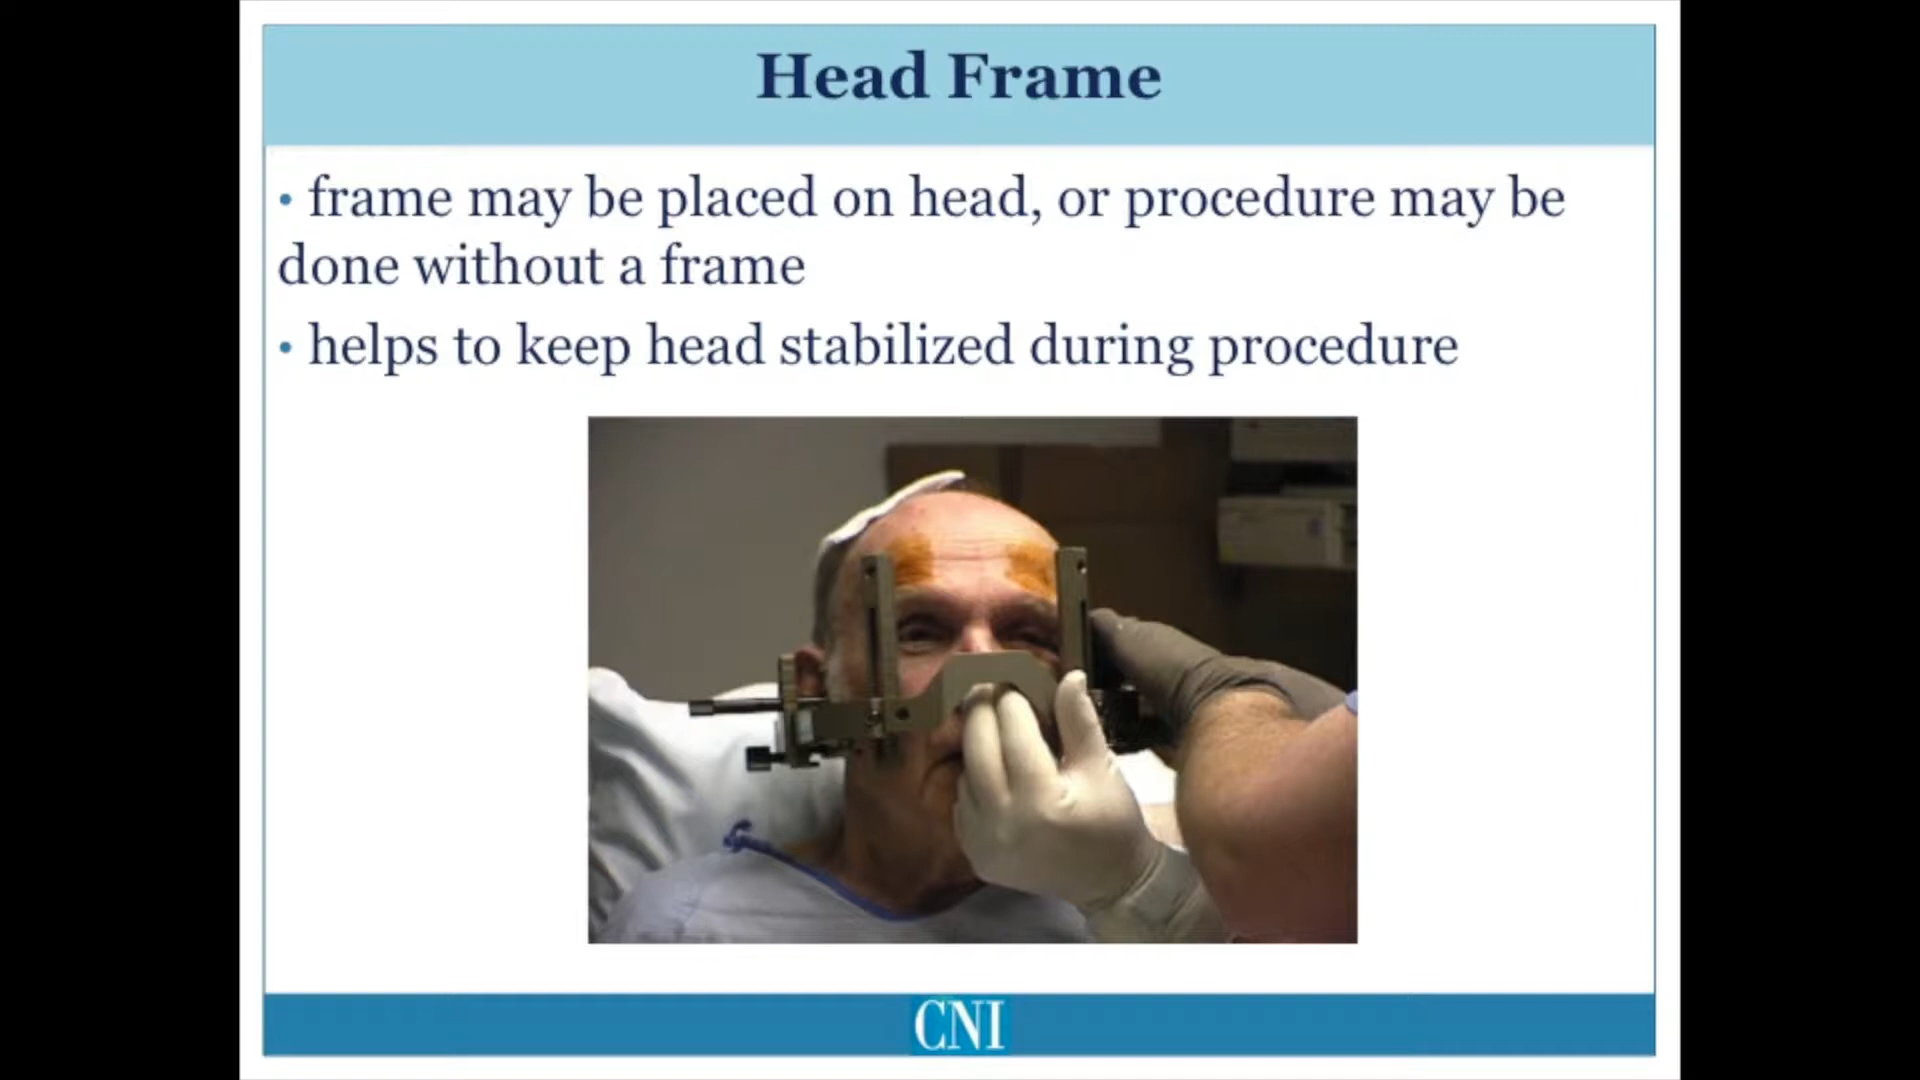 Head Frame
• frame may be placed on head, or procedure may be
done without a frame
• helps to keep head stabilized during procedure
CNI